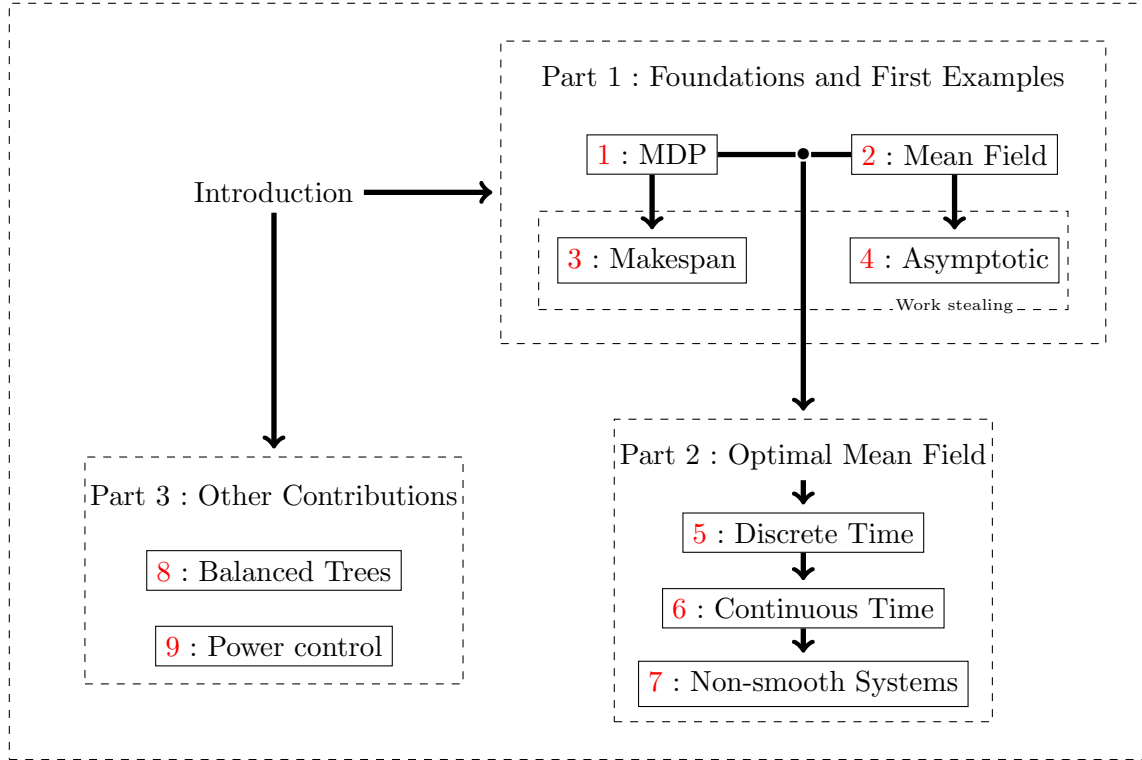 Part 1 : Foundations and First Examples
1 : MDP
2 : Mean Field
Introduction
3 : Makespan
4 : Asymptotic
Work stealing
Part 2 : Optimal Mean Field
5 : Discrete Time
6 : Continuous Time
7 : Non-smooth Systems
Part 3 : Other Contributions
8 : Balanced Trees
9 : Power control